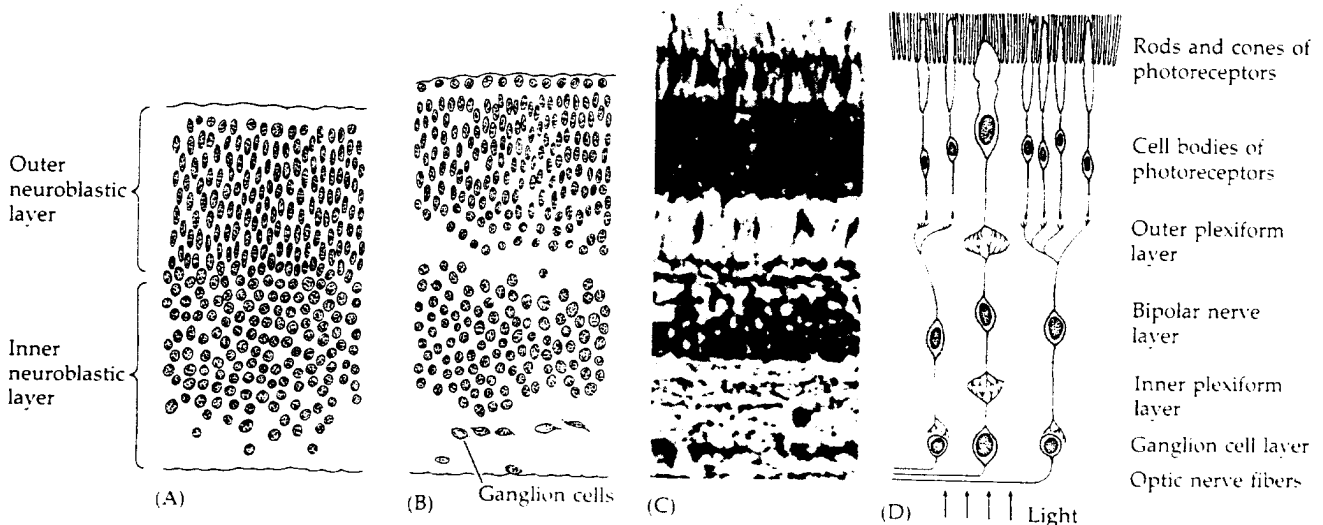 Outer
neuroblastic
layer
Inner
neuroblastic
layer
(A)
Ganglion cells
(B)
(C)
Rods and cones of
photoreceptors
Cell bodies of
photoreceptors
Outer plexiform
layer
Bipolar nerve
layer
Inner plexiform
layer
Ganglion cell layer
Optic nerve fibers
(D)
Light